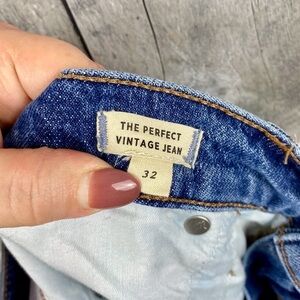 THE PERFECT
VINTAGE JEAN
32